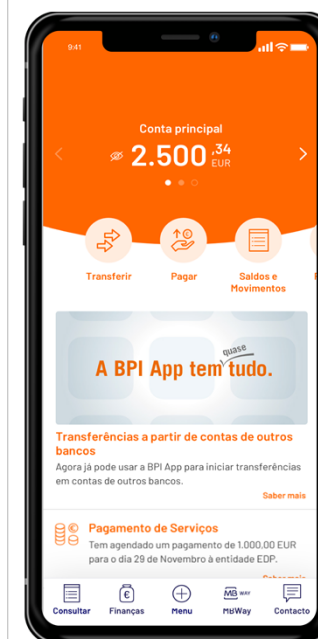 9:41
Conta principal
2.500 ,34
EUR
Transferir
Pagar
Saldos e
Movimentos
quase
A BPI App tem tudo.
Transferências a partir de contas de outros
bancos
Agora já pode usar a BPI App para iniciar transferências
em contas de outros bancos.
Saber mais
Pagamento de Serviços
Tem agendado um pagamento de 1.000,00 EUR
para o dia 29 de Novembro à entidade EDP.
Saber mais
Consultar
Finanças
Menu
MB WAY
MBWay
Contacto